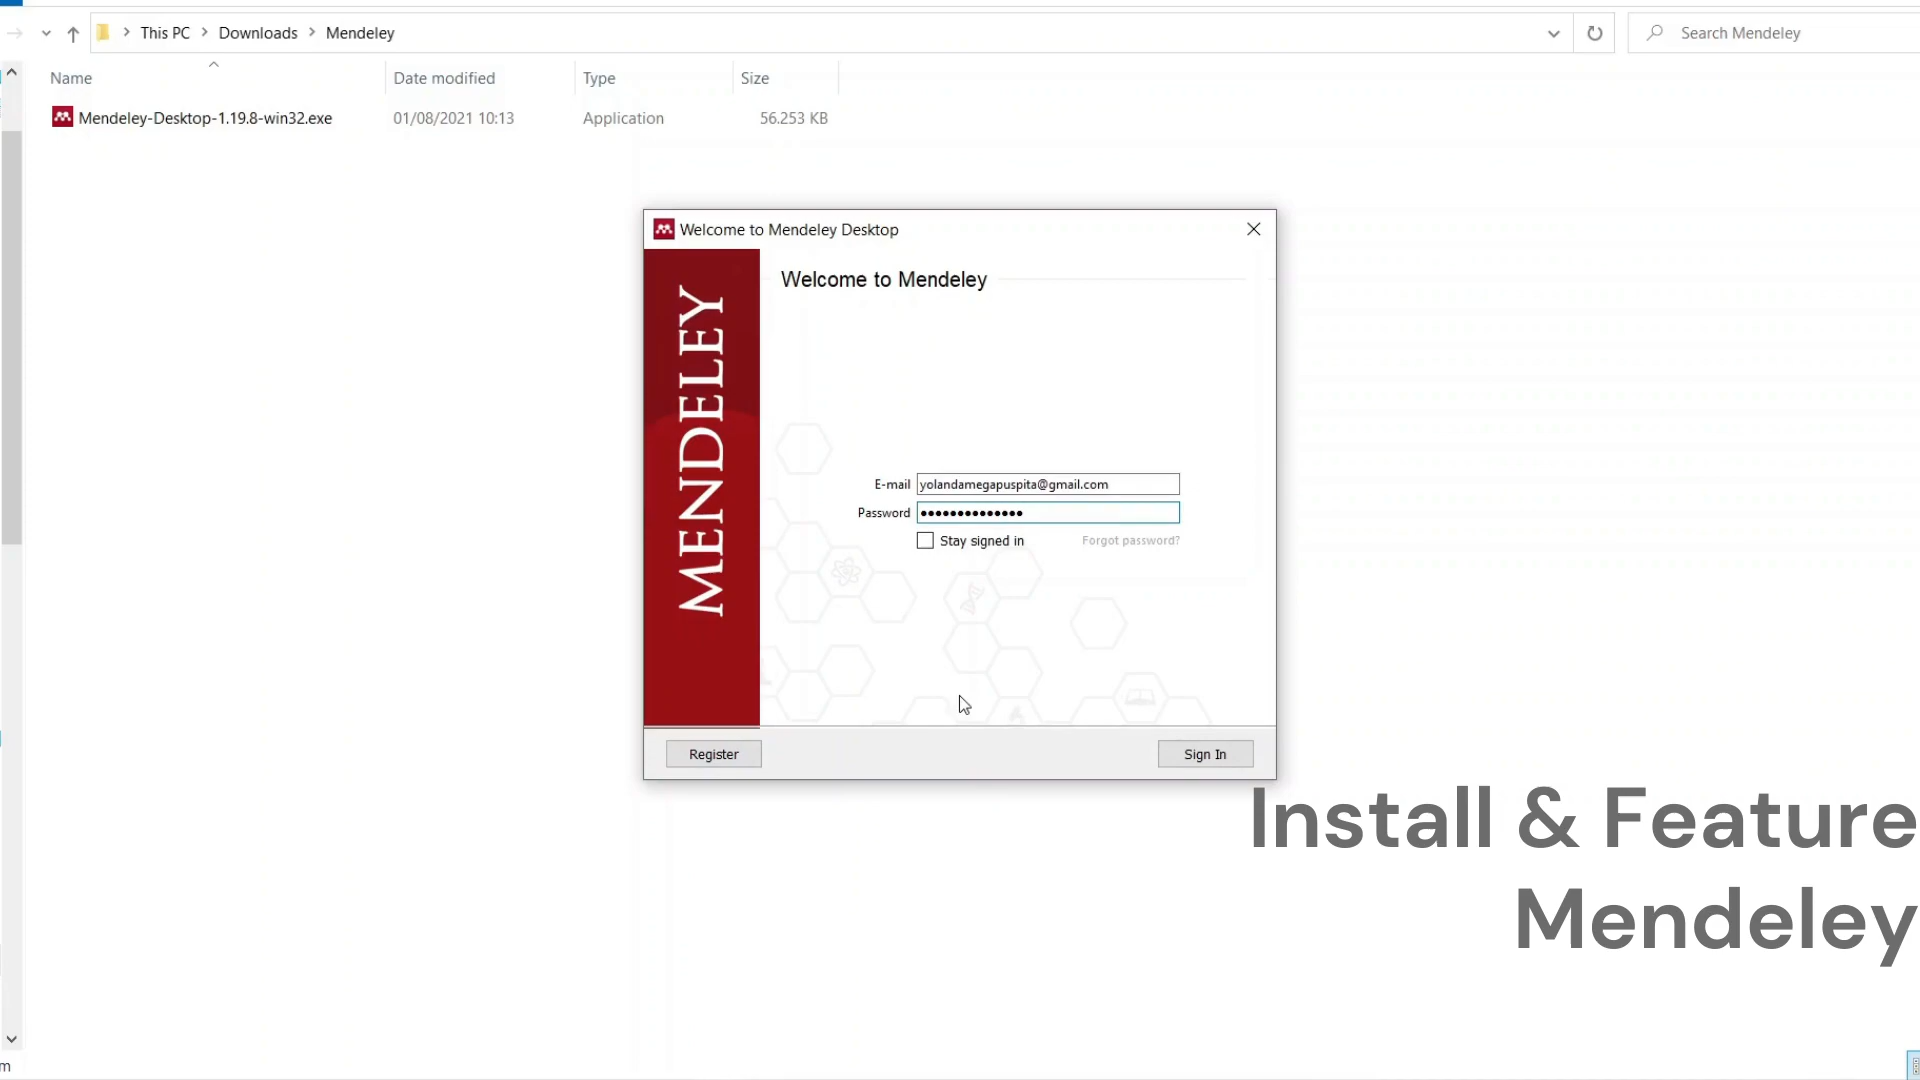 This PC > Downloads > Mendeley
Search Mendeley
Name Date modified Type Size
Mendeley-Desktop-1.19.8-win32.exe 01/08/2021 10:13 Application 56.253 KB
Welcome to Mendeley Desktop
Welcome to Mendeley
MENDELEY
E-mail yolandamegapuspita@gmail.com
Password ••••••••••••••
Stay signed in Forgot password?
Register Sign In
Install & Feature
Mendeley
m